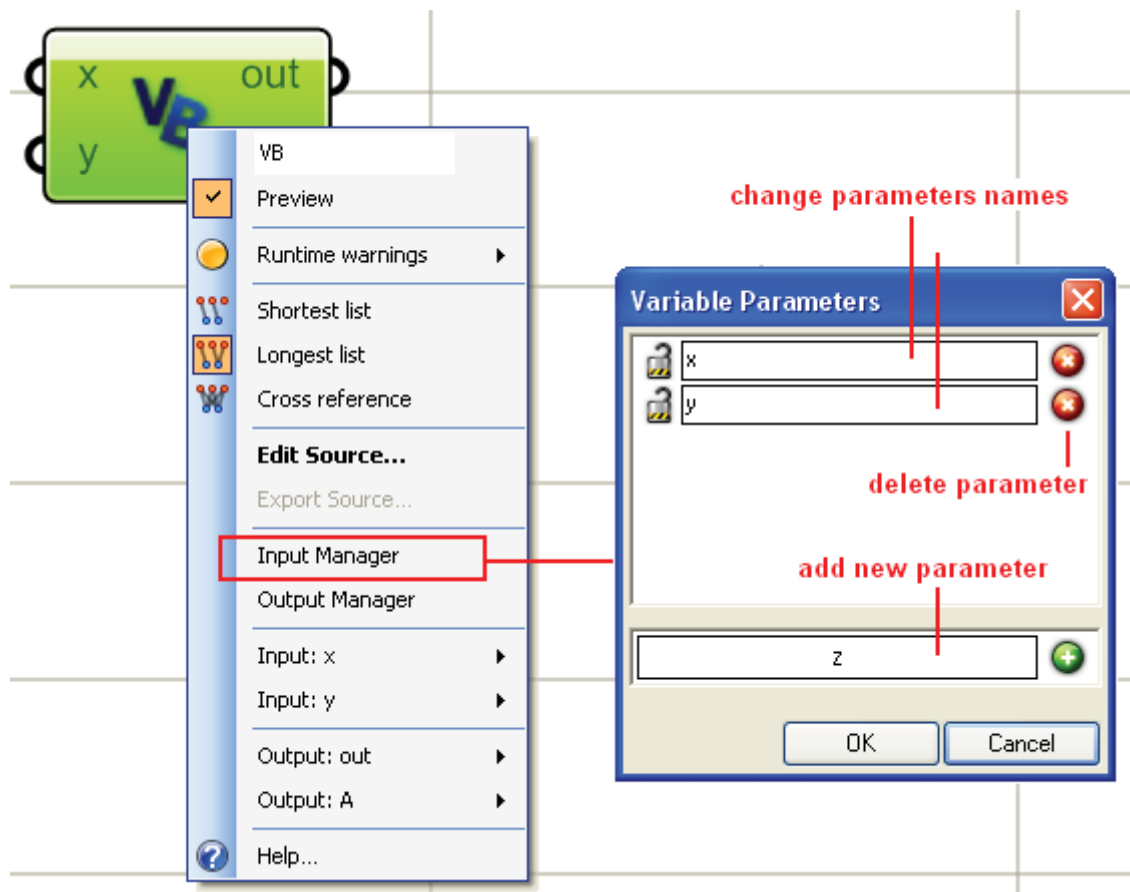 x
out
VB
y
VB
Preview
Runtime warnings
Shortest list
Longest list
Cross reference
Edit Source...
Export Source...
Input Manager
Output Manager
Input: x
Input: y
Output: out
Output: A
Help...
change parameters names
Variable Parameters
x
y
delete parameter
add new parameter
z
OK
Cancel